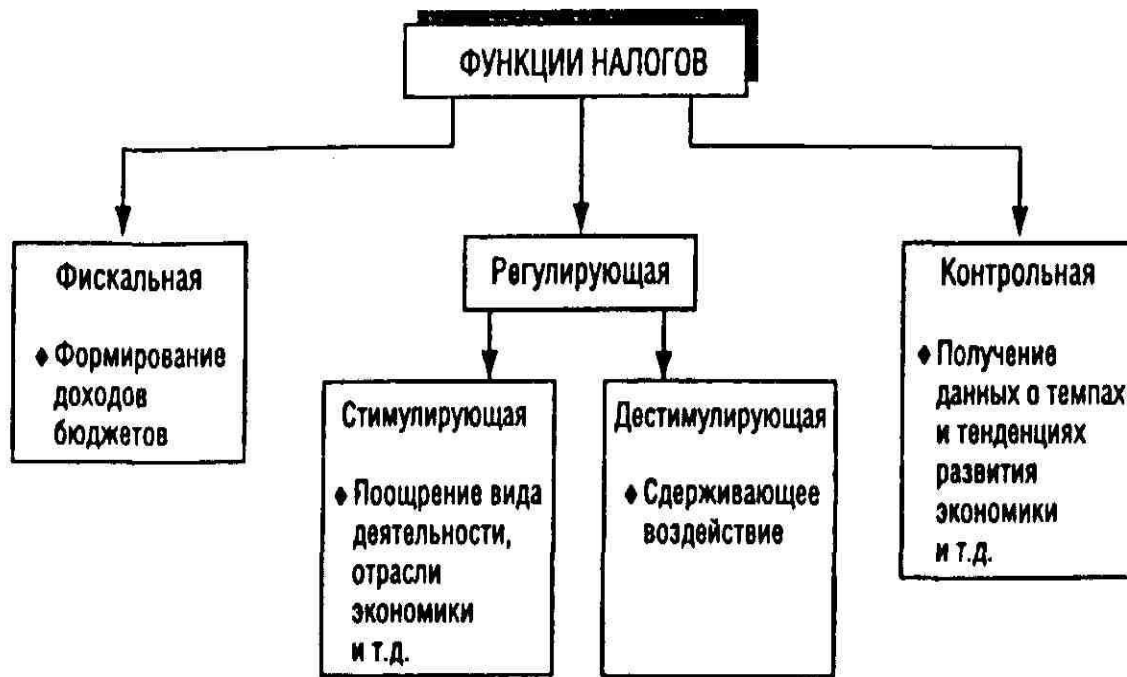 ФУНКЦИИ НАЛОГОВ
Фискальная
♦ Формирование
доходов
бюджетов
Регулирующая
Стимулирующая
♦ Поощрение вида
деятельности,
отрасли
экономики
и т.д.
Дестимулирующая
♦ Сдерживающее
воздействие
Контрольная
♦ Получение
данных о темпах
и тенденциях
развития
экономики
и т.д.